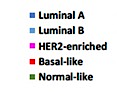 Luminal A
Luminal B
HER2-enriched
Basal-like
Normal-like